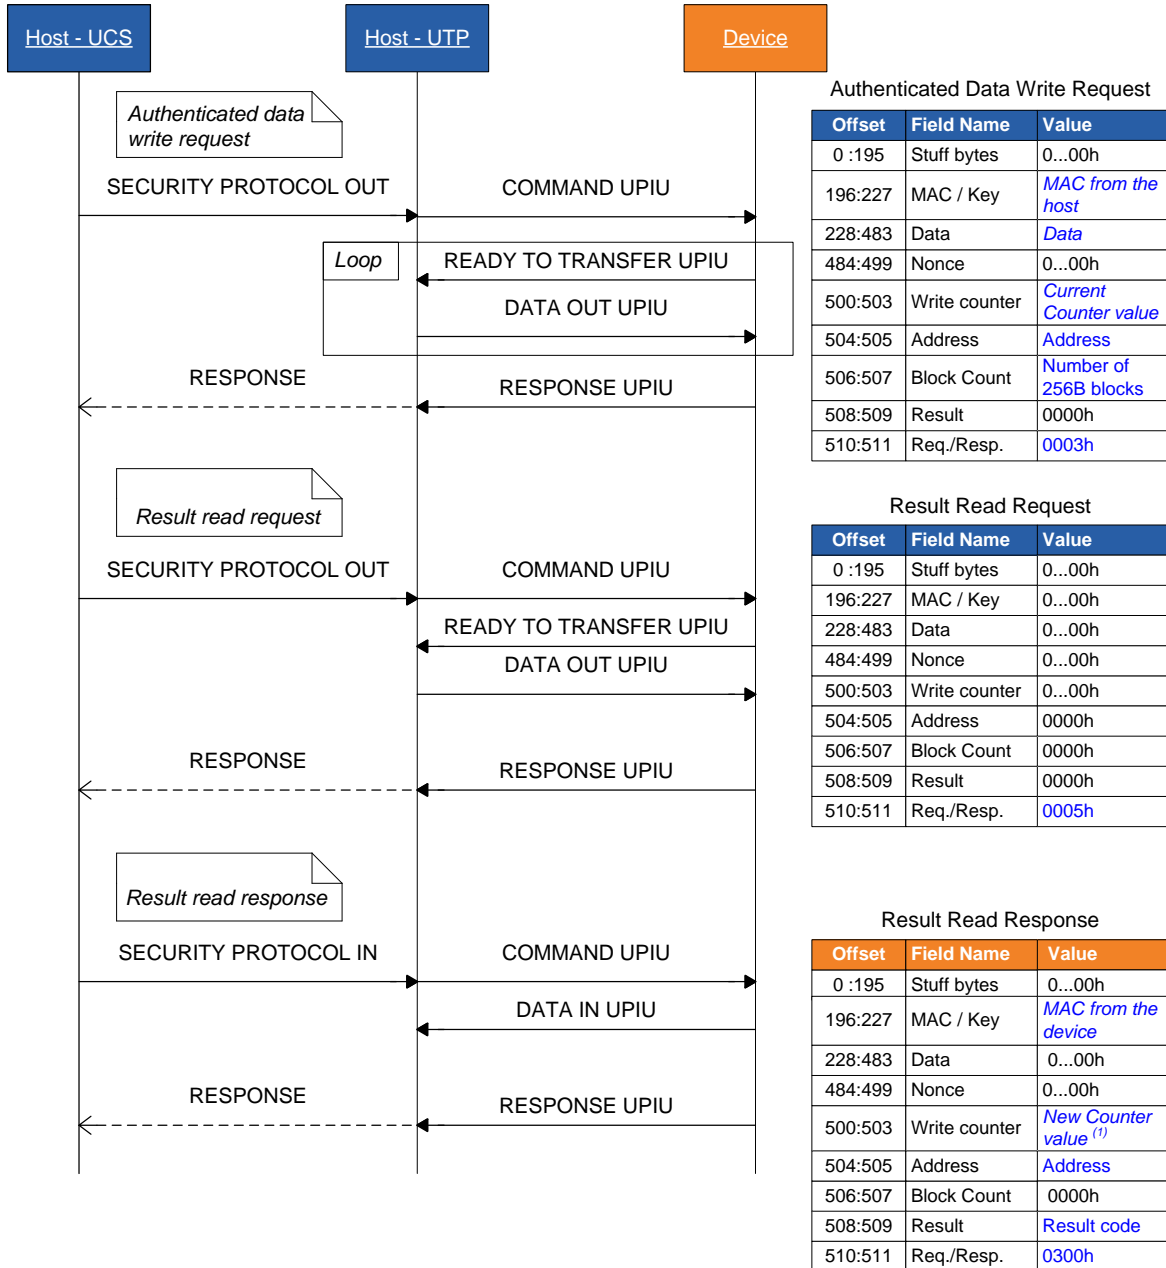 Host - UCS
Host - UTP
Device
Authenticated data
write request
SECURITY PROTOCOL OUT
COMMAND UPIU
Loop
READY TO TRANSFER UPIU
DATA OUT UPIU
RESPONSE
RESPONSE UPIU
Result read request
SECURITY PROTOCOL OUT
COMMAND UPIU
READY TO TRANSFER UPIU
DATA OUT UPIU
RESPONSE
RESPONSE UPIU
Result read response
SECURITY PROTOCOL IN
COMMAND UPIU
DATA IN UPIU
RESPONSE
RESPONSE UPIU
Authenticated Data Write Request
Offset Field Name Value
0 :195 Stuff bytes 0...00h
196:227 MAC / Key MAC from the
host
228:483 Data Data
484:499 Nonce 0...00h
500:503 Write counter Current
Counter value
504:505 Address Address
506:507 Block Count Number of
256B blocks
508:509 Result 0000h
510:511 Req./Resp. 0003h
Result Read Request
Offset Field Name Value
0 :195 Stuff bytes 0...00h
196:227 MAC / Key 0...00h
228:483 Data 0...00h
484:499 Nonce 0...00h
500:503 Write counter 0...00h
504:505 Address 0000h
506:507 Block Count 0000h
508:509 Result 0000h
510:511 Req./Resp. 0005h
Result Read Response
Offset Field Name Value
0 :195 Stuff bytes 0...00h
196:227 MAC / Key MAC from the
device
228:483 Data 0...00h
484:499 Nonce 0...00h
500:503 Write counter New Counter
value (1)
504:505 Address Address
506:507 Block Count 0000h
508:509 Result Result code
510:511 Req./Resp. 0300h